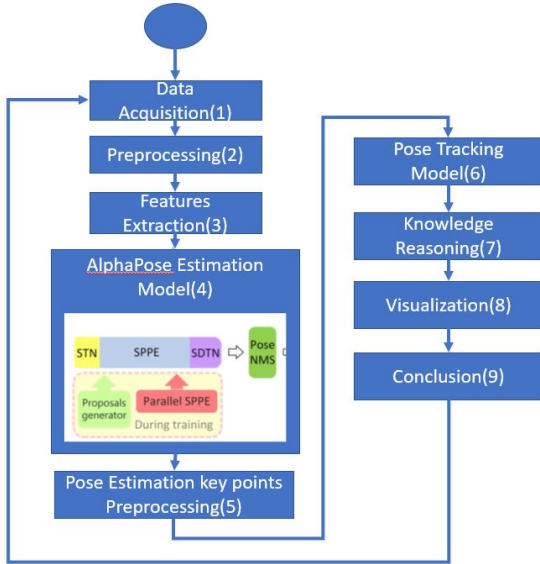 Data
Acquisition(1)
Preprocessing(2)
Features
Extraction(3)
AlphaPose Estimation
Model(4)
STN
SPPE
SDTN
Pose
NMS
Proposals
generator
Parallel SPPE
During training
Pose Estimation key points
Preprocessing(5)
Pose Tracking
Model(6)
Knowledge
Reasoning(7)
Visualization(8)
Conclusion(9)